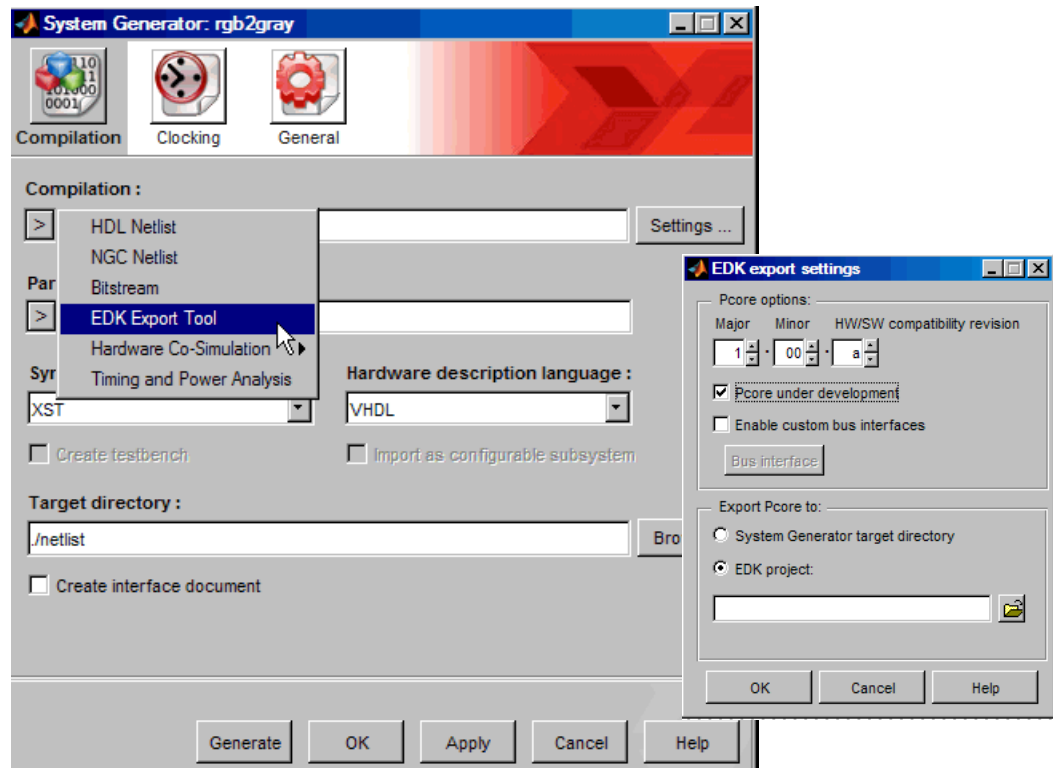 System Generator: rgb2gray
Compilation
Clocking
General
Compilation :
>
Settings ...
HDL Netlist
NGC Netlist
Bitstream
EDK Export Tool
Hardware Co-Simulation
Timing and Power Analysis
Par
>
Syn
Hardware description language :
XST
VHDL
Create testbench
Import as configurable subsystem
Target directory :
./netlist
Bro
Create interface document
Generate
OK
Apply
Cancel
Help
EDK export settings
Pcore options:
Major Minor HW/SW compatibility revision
1 . 00 . a
Pcore under development
Enable custom bus interfaces
Bus interface
Export Pcore to:
System Generator target directory
EDK project:
OK
Cancel
Help